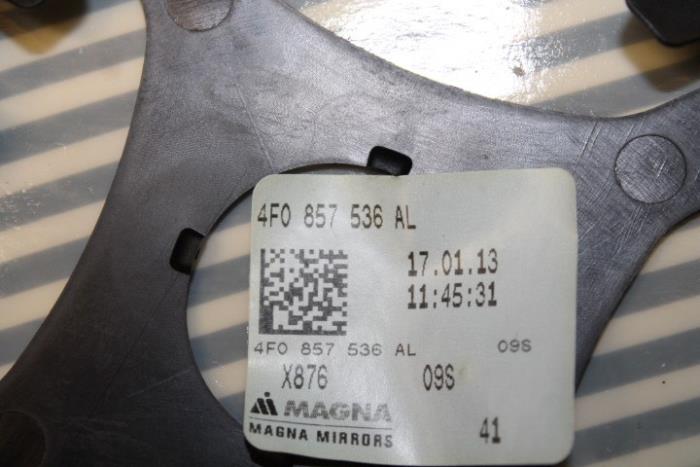 4F0 857 536 AL
17.01.13
11:45:31
4F0 857 536 AL 09S
X876 09S
MAGNA
MAGNA MIRRORS
41